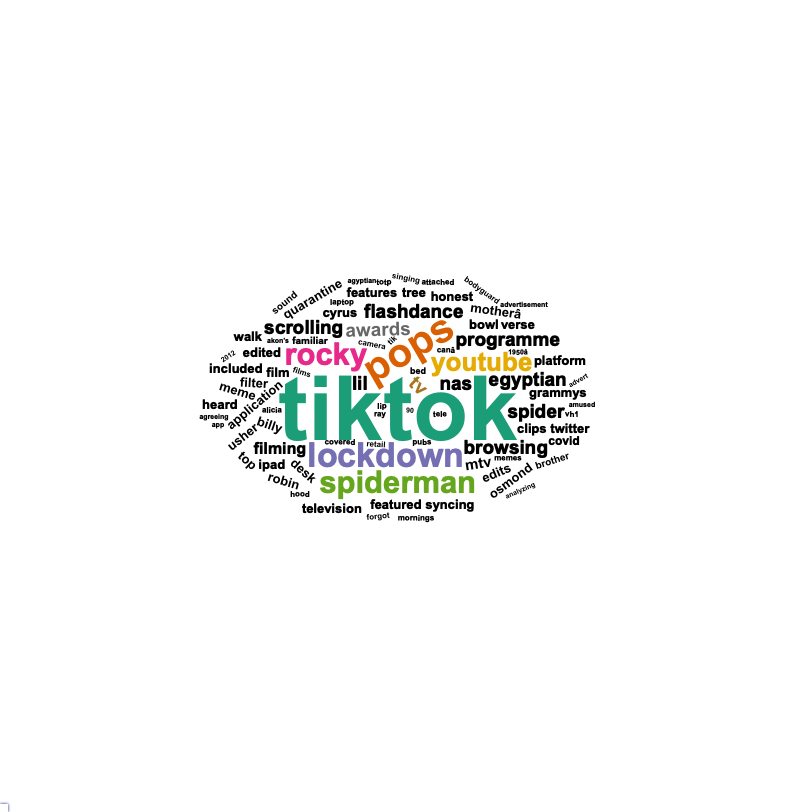 agyptiantotp singing attached bodyguard
sound quarantine laptop features tree honest advertisement
cyrus flashdance motherâ
scrolling awards bowl verse
walk akon's familiar camera tik pops programme
2012 edited rocky canâ 1950â
youtube platform
included film films bed
filter lil tv nas egyptian advert
meme application tiktok grammys
heard alicia lip spider amused
agreeing ray 90 tele vh1
app usher billy clips twitter
filming covered retail pubs browsing covid
lockdown mtv memes brother
top ipad desk edits
robin spiderman osmond
hood analyzing
television featured syncing
forgot mornings